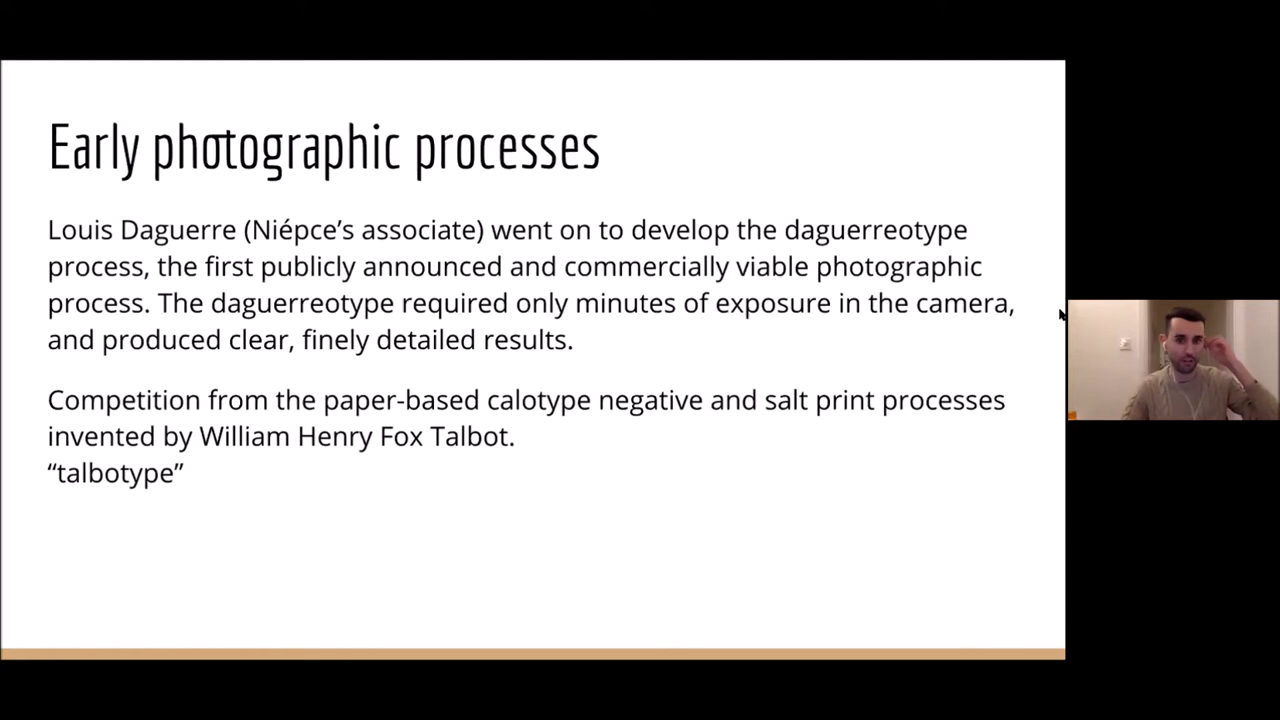 Early photographic processes
Louis Daguerre (Niépce’s associate) went on to develop the daguerreotype
process, the first publicly announced and commercially viable photographic
process. The daguerreotype required only minutes of exposure in the camera,
and produced clear, finely detailed results.
Competition from the paper-based calotype negative and salt print processes
invented by William Henry Fox Talbot.
“talbotype”